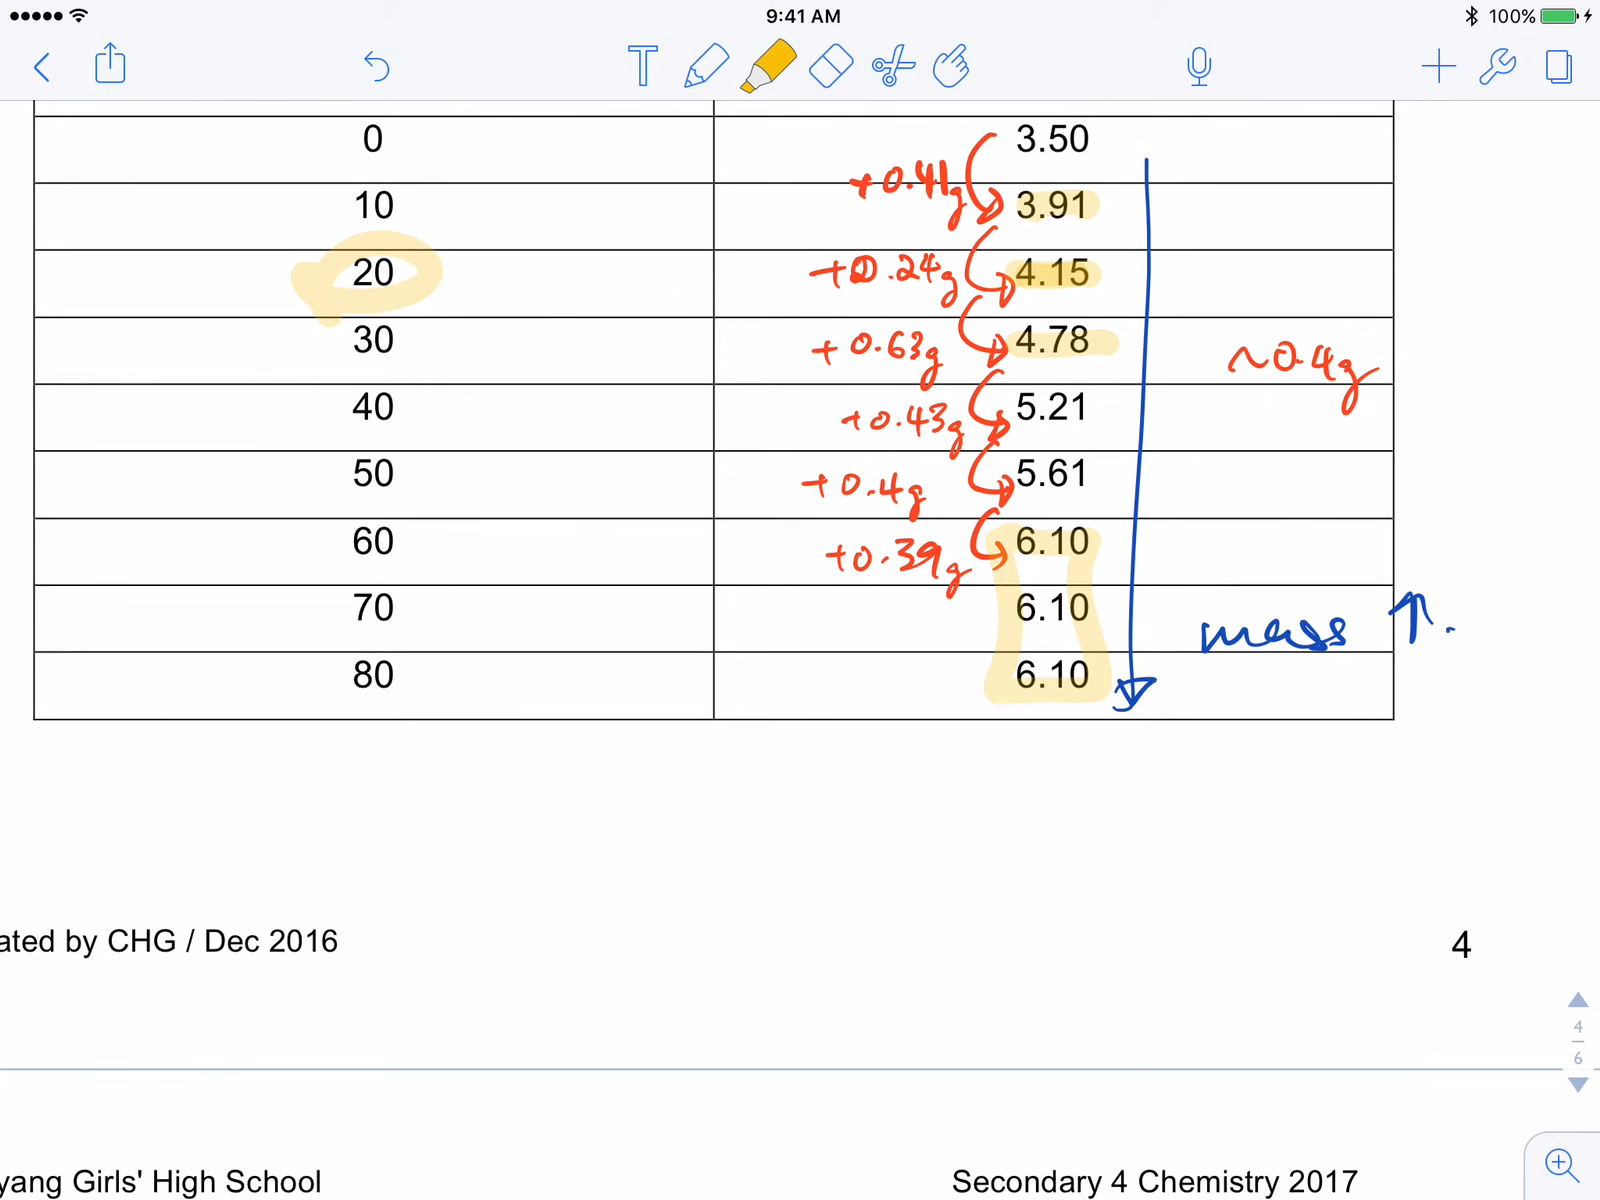 9:41 AM 100%
T
0 3.50
+0.41g
10 3.91
20 +0.24g 4.15
30 +0.63g 4.78 ~0.4g
40 +0.43g 5.21
50 +0.4g 5.61
60 +0.39g 6.10
70 6.10 mass ↑.
80 6.10
ated by CHG / Dec 2016 4
4
6
yang Girls' High School Secondary 4 Chemistry 2017